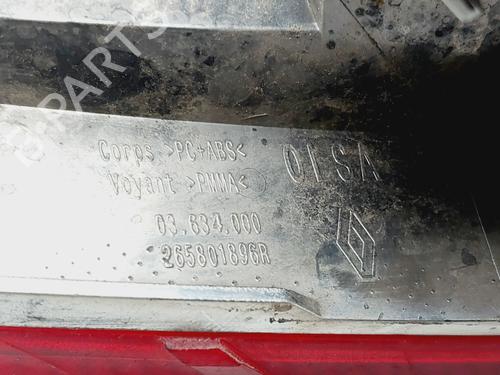 Corps >PC+ABS<
Voyant >PMMA<
OLSA
03.634.000
265801896R